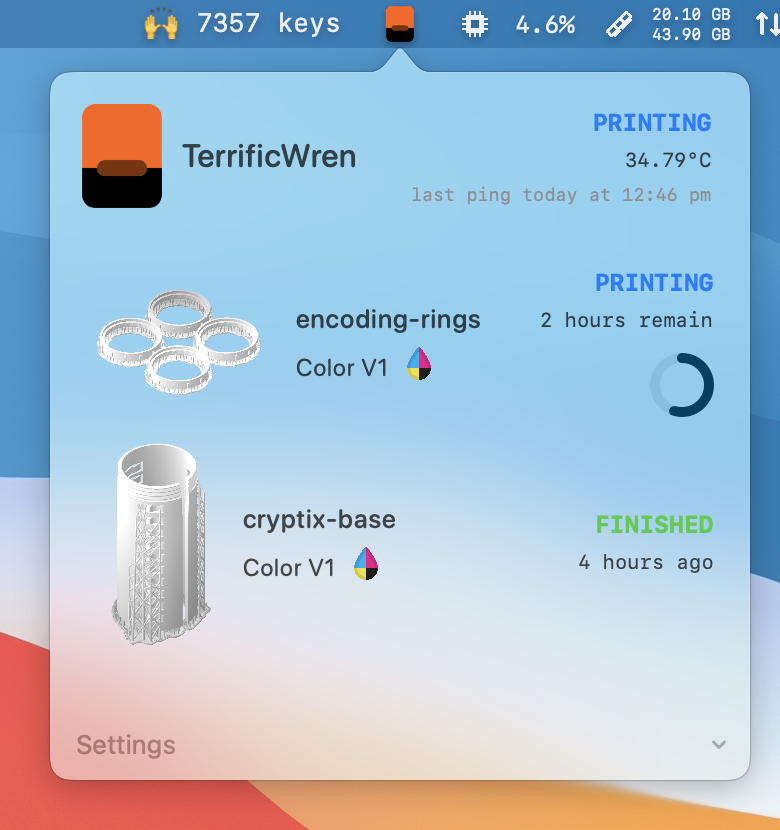 7357 keys
4.6%
20.10 GB
43.90 GB
TerrificWren
PRINTING
34.79°C
last ping today at 12:46 pm
encoding-rings
PRINTING
2 hours remain
Color V1
cryptix-base
FINISHED
Color V1
4 hours ago
Settings